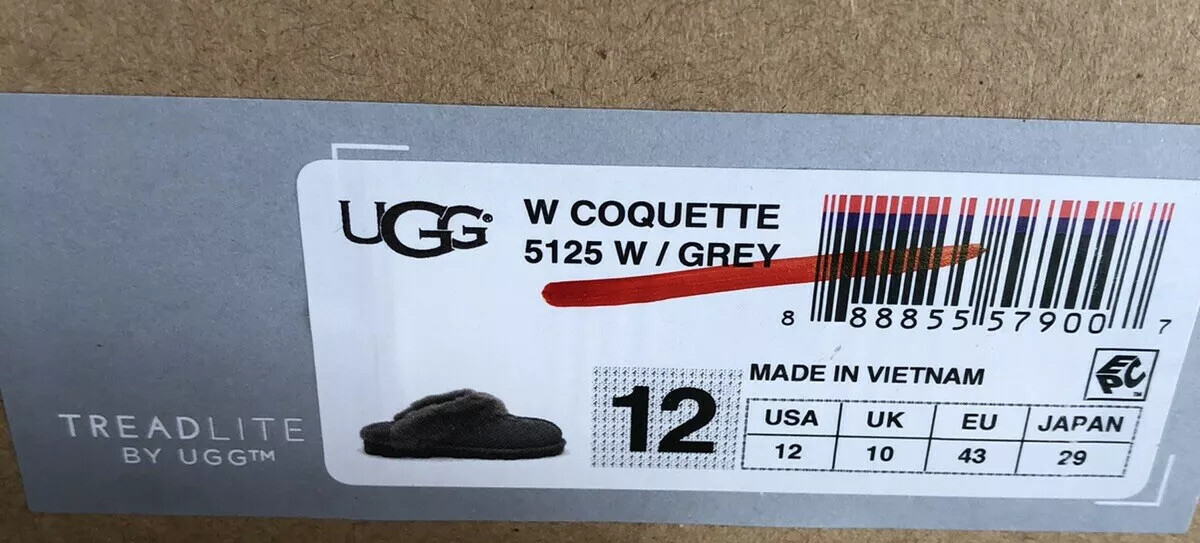 UGG®
W COQUETTE
5125 W / GREY
8 88855 57900 7
MADE IN VIETNAM
EPC™
12
USA UK EU JAPAN
12 10 43 29
TREADLITE
BY UGG™